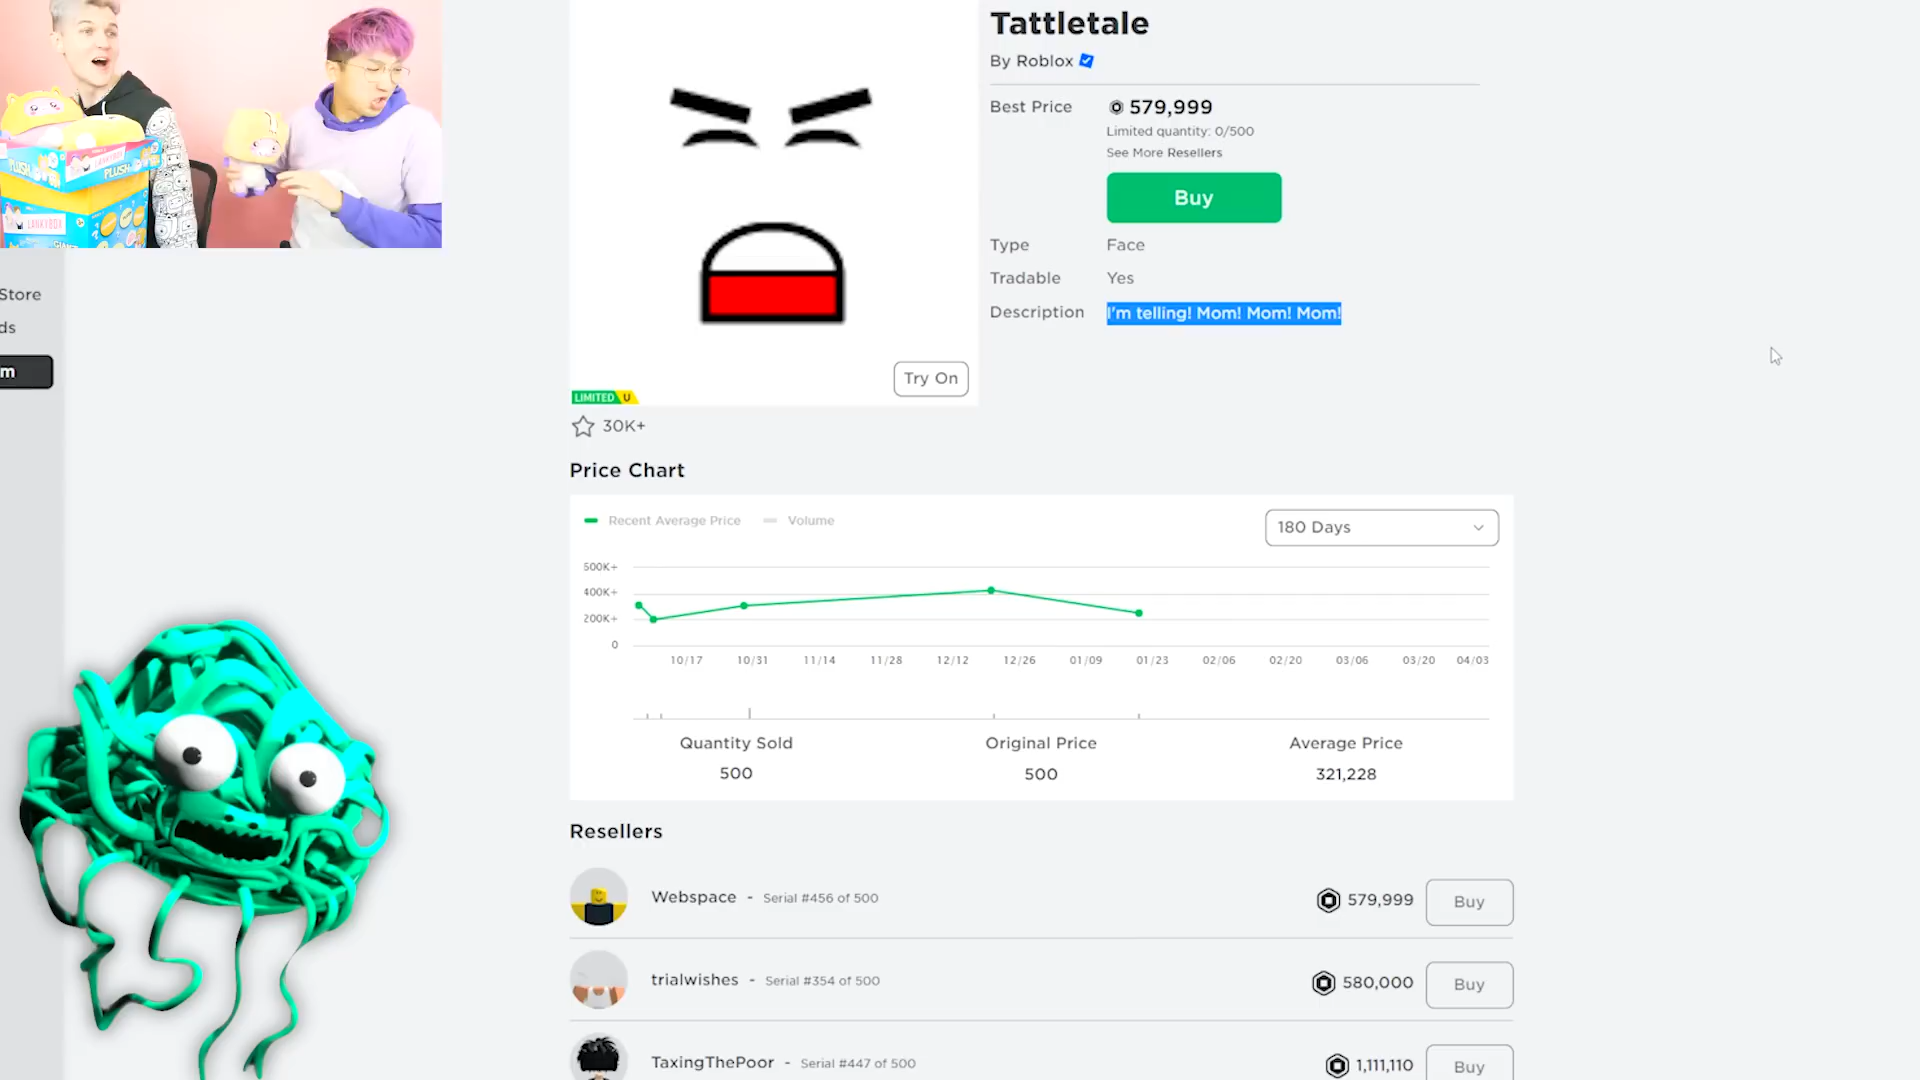 Tattletale
By Roblox
Best Price 579,999
Limited quantity: 0/500
See More Resellers
Buy
Type Face
Tradable Yes
Description I'm telling! Mom! Mom! Mom!
Try On
LIMITED U
30K+
PLUSH
LANKYBOX
PLUSH
LANKYBOX
Store
ds
m
Price Chart
Recent Average Price Volume
180 Days
500K+
400K+
200K+
0
10/17 10/31 11/14 11/28 12/12 12/26 01/09 01/23 02/06 02/20 03/06 03/20 04/03
Quantity Sold Original Price Average Price
500 500 321,228
Resellers
Webspace - Serial #456 of 500 579,999 Buy
trialwishes - Serial #354 of 500 580,000 Buy
TaxingThePoor - Serial #447 of 500 1,111,110 Buy